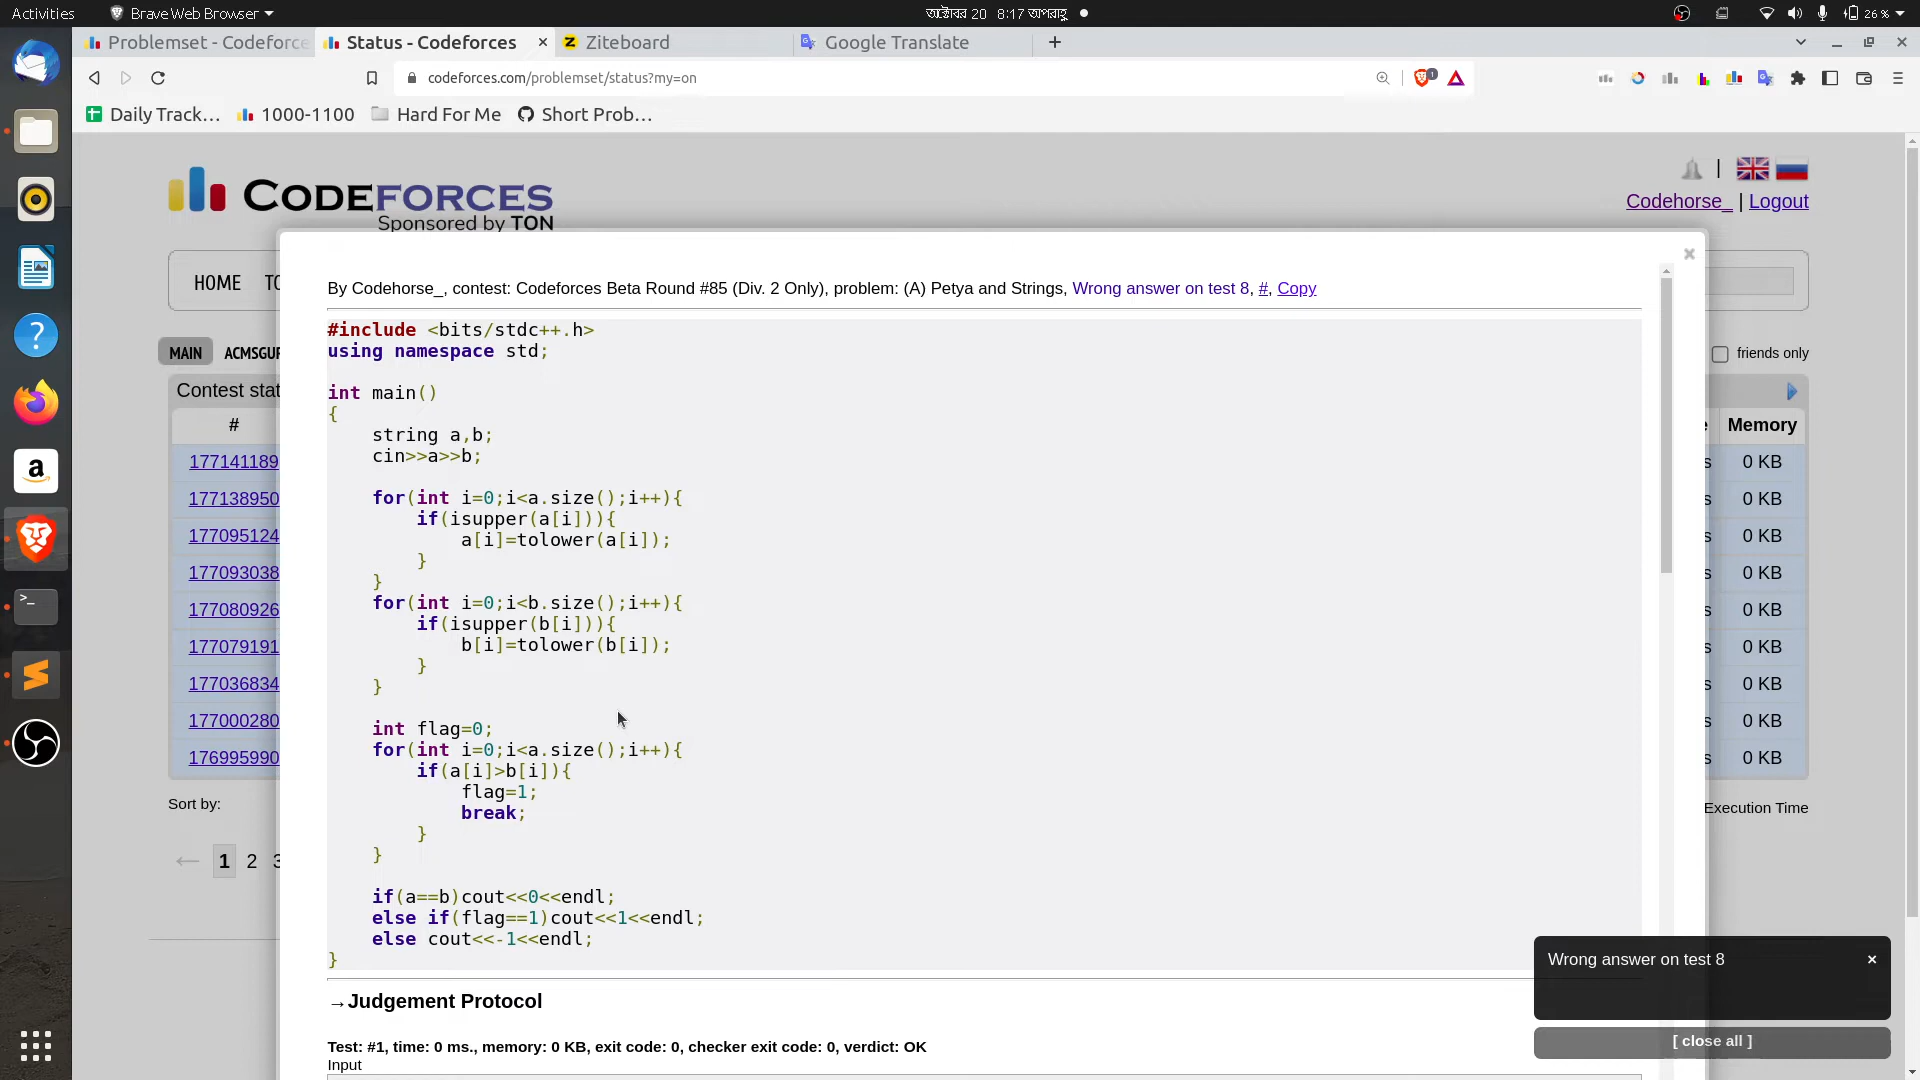 Activities
Brave Web Browser
অক্টোবর 20 8:17 অপরাহ্ণ
26 %
Problemset - Codeforce
Status - Codeforces
Ziteboard
Google Translate
codeforces.com/problemset/status?my=on
1
Daily Track...
1000-1100
Hard For Me
Short Prob...
CODEFORCES
Sponsored by TON
Codehorse_ | Logout
HOME
By Codehorse_, contest: Codeforces Beta Round #85 (Div. 2 Only), problem: (A) Petya and Strings, Wrong answer on test 8, #, Copy
#include <bits/stdc++.h>
using namespace std;
int main()
{
string a,b;
cin>>a>>b;
for(int i=0;i<a.size();i++){
if(isupper(a[i])){
a[i]=tolower(a[i]);
}
}
for(int i=0;i<b.size();i++){
if(isupper(b[i])){
b[i]=tolower(b[i]);
}
}
int flag=0;
for(int i=0;i<a.size();i++){
if(a[i]>b[i]){
flag=1;
break;
}
}
if(a==b)cout<<0<<endl;
else if(flag==1)cout<<1<<endl;
else cout<<-1<<endl;
}
→Judgement Protocol
Test: #1, time: 0 ms., memory: 0 KB, exit code: 0, checker exit code: 0, verdict: OK
Input
MAIN
ACMSGU
Contest stat
#
177141189
177138950
177095124
177093038
177080926
177079191
177036834
177000280
176995990
Sort by:
1 2 3
friends only
Memory
s 0 KB
s 0 KB
s 0 KB
s 0 KB
s 0 KB
s 0 KB
s 0 KB
s 0 KB
s 0 KB
Execution Time
Wrong answer on test 8
[ close all ]